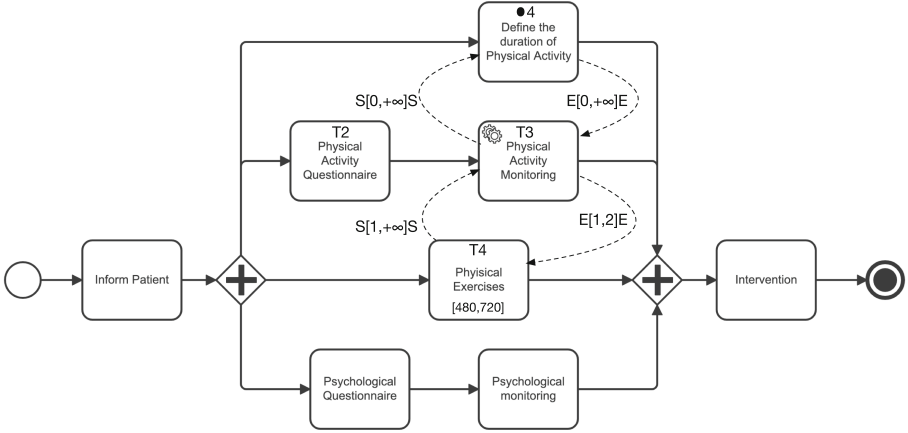 ●4
Define the
duration of
Physical Activity
S[0,+∞]S
E[0,+∞]E
T2
Physical
Activity
Questionnaire
T3
Physical
Activity
Monitoring
S[1,+∞]S
E[1,2]E
T4
Phyisical
Exercises
[480,720]
Inform Patient
Intervention
Psychological
Questionnaire
Psychological
monitoring